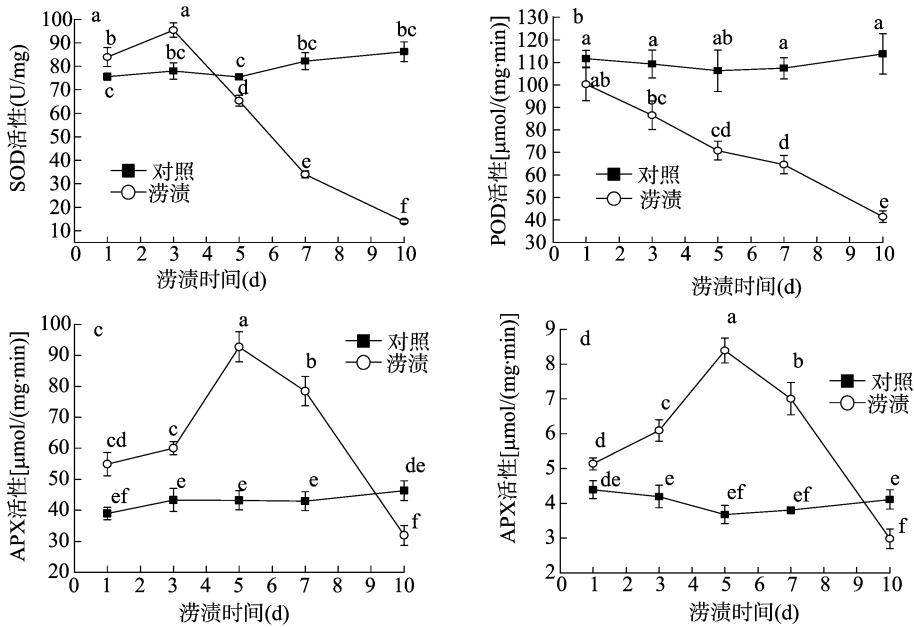 SOD活性(U/mg)
100
90
80
70
60
50
40
30
20
10
a
b
a
bc
c
bc
c
bc
d
e
f
对照
涝渍
0 1 2 3 4 5 6 7 8 9 10
涝渍时间(d)
POD活性[μmol/(mg·min)]
130
120
110
100
90
80
70
60
50
40
30
b
a
a
ab
a
a
ab
bc
cd
d
e
对照
涝渍
0 1 2 3 4 5 6 7 8 9 10
涝渍时间(d)
APX活性[μmol/(mg·min)]
100
90
80
70
60
50
40
30
20
c
a
b
cd
c
ef
e
e
e
de
f
对照
涝渍
0 1 2 3 4 5 6 7 8 9 10
涝渍时间(d)
APX活性[μmol/(mg·min)]
9
8
7
6
5
4
3
2
d
a
b
c
d
de
e
ef
ef
e
f
对照
涝渍
0 1 2 3 4 5 6 7 8 9 10
涝渍时间(d)